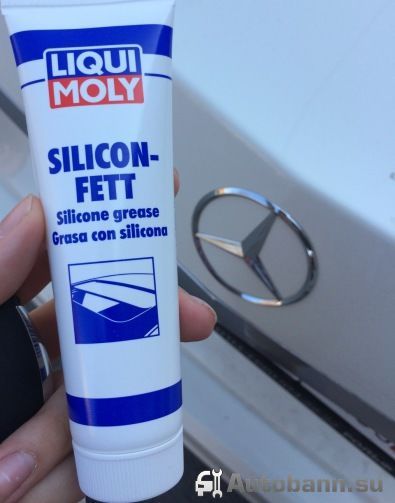 LIQUI
MOLY
SILICON-
FETT
Silicone grease
Grasa con silicona
Autobann.su